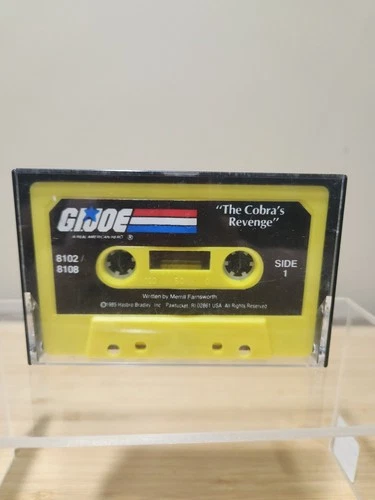 GIJOE
A REAL AMERICAN HERO ®
"The Cobra's
Revenge"
8102 /
8108
SIDE
1
Written by Merrill Farnsworth
©1985 Hasbro Bradley, Inc., Pawtucket, RI 02861 USA. All Rights Reserved